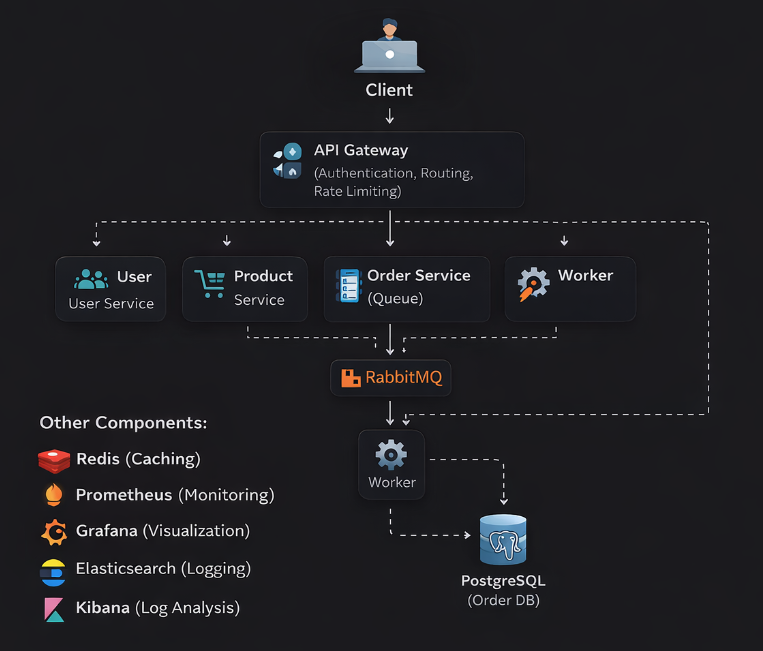 Client
API Gateway
(Authentication, Routing,
Rate Limiting)
User
User Service
Product
Service
Order Service
(Queue)
Worker
RabbitMQ
Worker
PostgreSQL
(Order DB)
Other Components:
Redis (Caching)
Prometheus (Monitoring)
Grafana (Visualization)
Elasticsearch (Logging)
Kibana (Log Analysis)